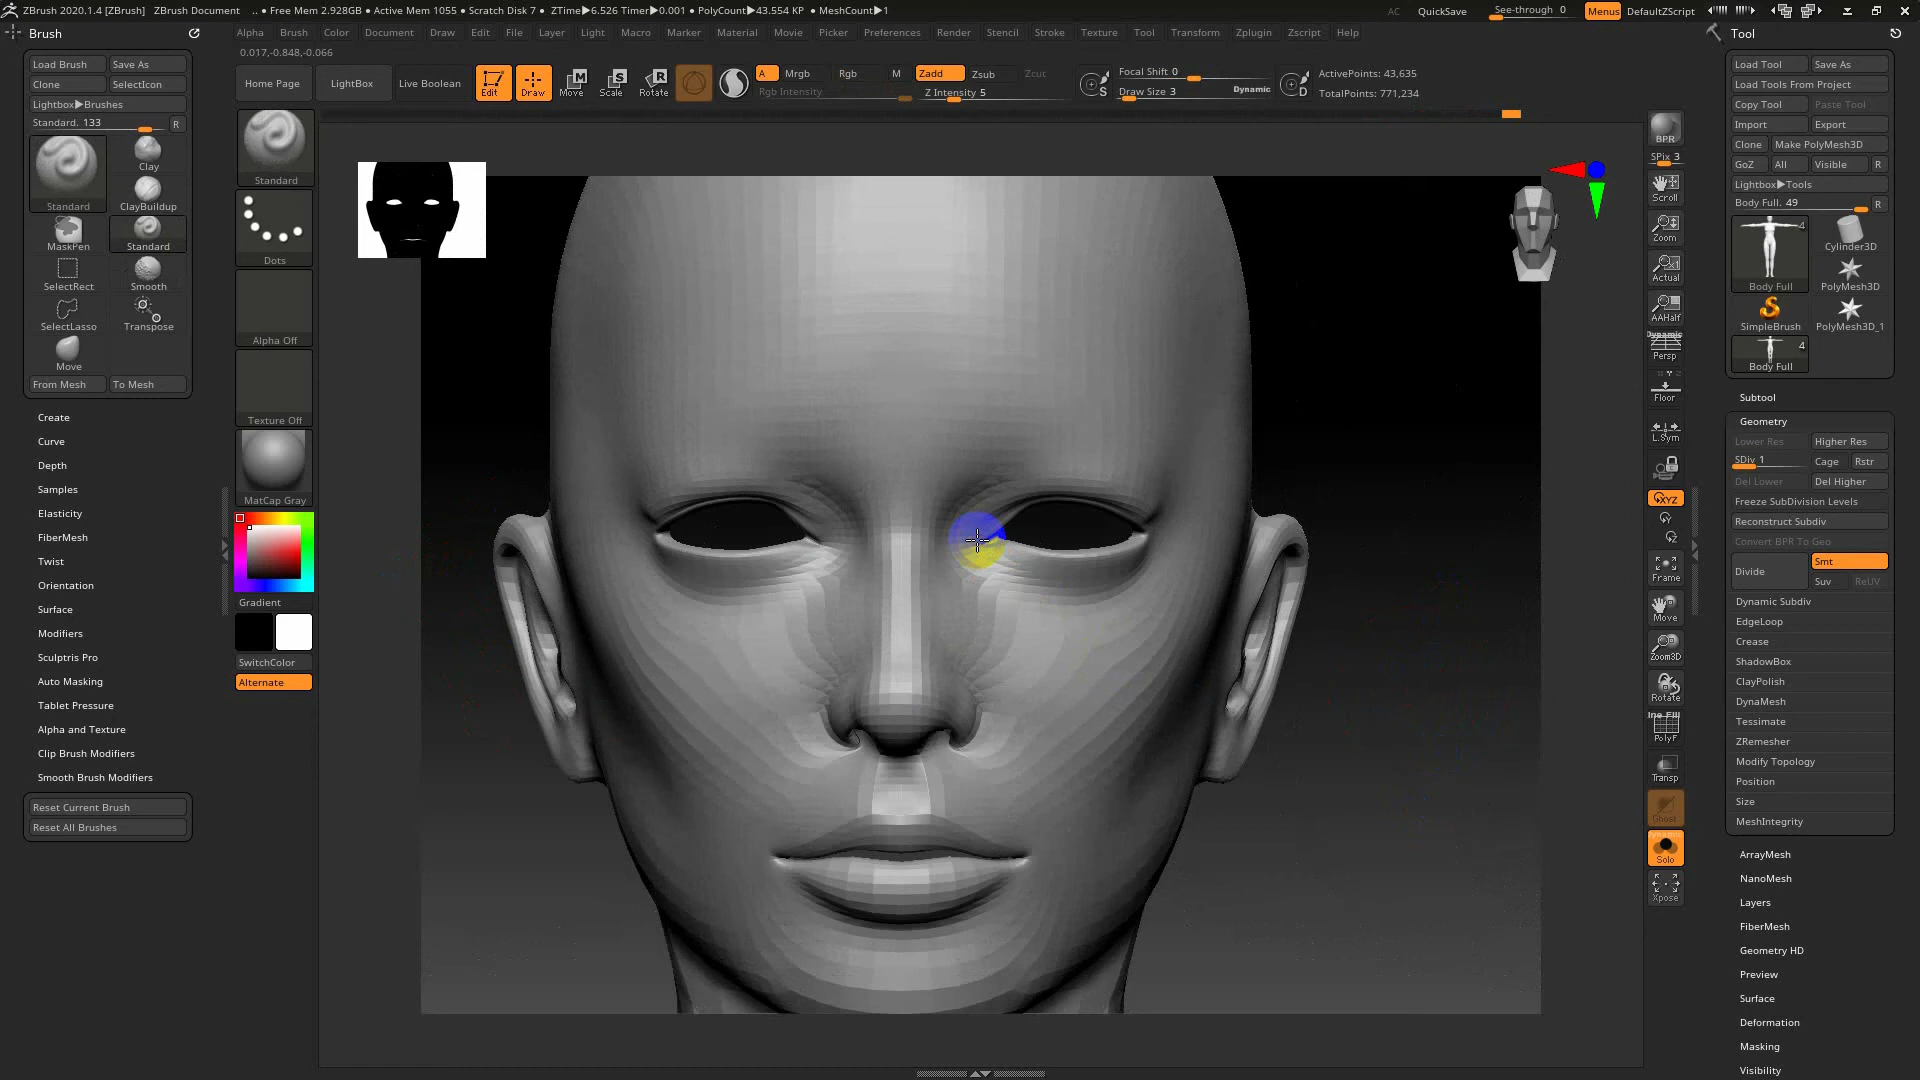 ZBrush 2020.1.4 [ZBrush] ZBrush Document .. • Free Mem 2.928GB • Active Mem 1055 • Scratch Disk 7 • ZTime▶6.526 Timer▶0.001 • PolyCount▶43.554 KP • MeshCount▶1 AC QuickSave See-through 0 Menus DefaultZScript
Brush
Alpha Brush Color Document Draw Edit File Layer Light Macro Marker Material Movie Picker Preferences Render Stencil Stroke Texture Tool Transform Zplugin Zscript Help
Tool
0.017,-0.848,-0.066
Load Brush Save As
Clone SelectIcon
Lightbox▶Brushes
Standard. 133 R
Standard
Clay
ClayBuildup
MaskPen
Standard
SelectRect
Smooth
SelectLasso
Transpose
Move
From Mesh To Mesh
Create
Curve
Depth
Samples
Elasticity
FiberMesh
Twist
Orientation
Surface
Modifiers
Sculptris Pro
Auto Masking
Tablet Pressure
Alpha and Texture
Clip Brush Modifiers
Smooth Brush Modifiers
Reset Current Brush
Reset All Brushes
Home Page LightBox Live Boolean
Edit Draw Move Scale Rotate
M S R
A Mrgb Rgb M Zadd Zsub Zcut
Rgb Intensity Z Intensity 5
S Focal Shift 0
Draw Size 3 Dynamic
D ActivePoints: 43,635
TotalPoints: 771,234
Standard
Dots
Alpha Off
Texture Off
MatCap Gray
Gradient
SwitchColor
Alternate
BPR
SPix 3
Scroll
Zoom
Actual
AAHalf
Dynamic
Persp
Floor
L.Sym
XYZ
Frame
Move
Zoom3D
Rotate
Line Fill
PolyF
Transp
Ghost
Dynamic
Solo
Xpose
Load Tool Save As
Load Tools From Project
Copy Tool Paste Tool
Import Export
Clone Make PolyMesh3D
GoZ All Visible R
Lightbox▶Tools
Body Full. 49 R
4
Body Full
Cylinder3D
PolyMesh3D
SimpleBrush
PolyMesh3D_1
4
Body Full
Subtool
Geometry
Lower Res Higher Res
SDiv 1 Cage Rstr
Del Lower Del Higher
Freeze SubDivision Levels
Reconstruct Subdiv
Convert BPR To Geo
Divide Smt
Suv ReUV
Dynamic Subdiv
EdgeLoop
Crease
ShadowBox
ClayPolish
DynaMesh
Tessimate
ZRemesher
Modify Topology
Position
Size
MeshIntegrity
ArrayMesh
NanoMesh
Layers
FiberMesh
Geometry HD
Preview
Surface
Deformation
Masking
Visibility